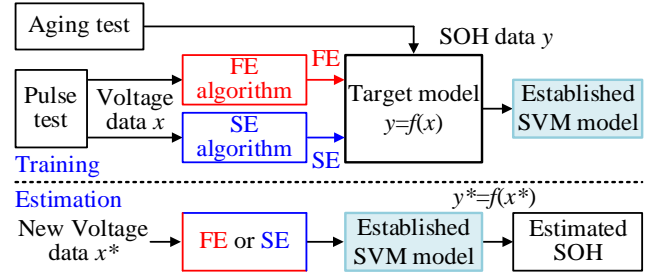 Aging test
SOH data y
Pulse
test
Voltage
data x
FE
algorithm
FE
SE
algorithm
SE
Target model
y=f(x)
Established
SVM model
Training
Estimation
y*=f(x*)
New Voltage
data x*
FE or SE
Established
SVM model
Estimated
SOH